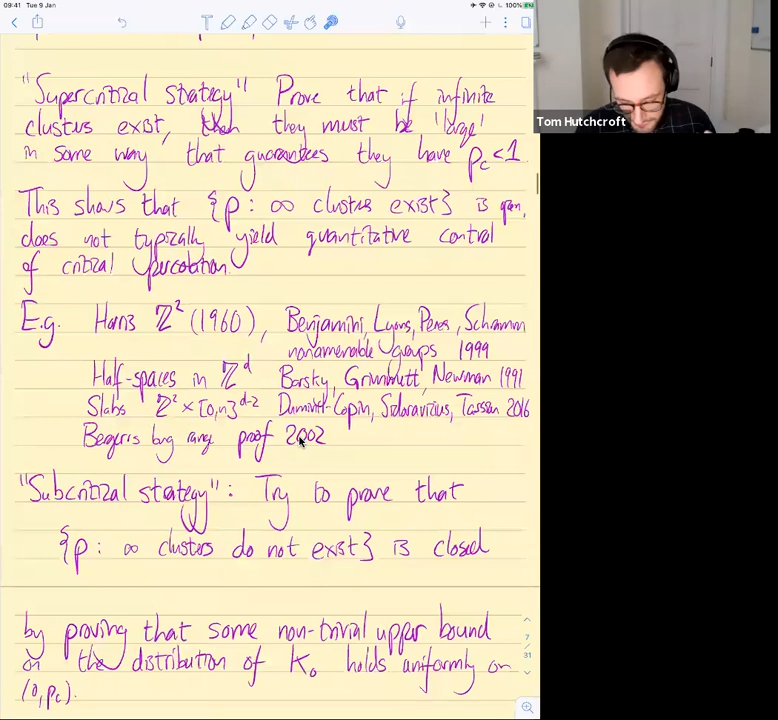 09:41 Tue 9 Jan
100%
"Supercritical strategy" Prove that if infinite
clusters exist, then they must be 'large'
in some way that guarantees they have pc<1
This shows that {p: ∞ clusters exist} is open,
does not typically yield quantitative control
of critical percolation.
E.g. Harris ℤ² (1960), Benjamini, Lyons, Peres, Schramm
nonamenable groups 1999
Half-spaces in ℤ^d Barsky, Grimmett, Newman 1991
Slabs ℤ² × [0,n]^{d-2} Duminil-Copin, Sidoravicius, Tassion 2016
Berger's long range proof 2002
"Subcritical strategy": Try to prove that
{p: ∞ clusters do not exist} is closed
by proving that some non-trivial upper bound
on the distribution of K₀ holds uniformly on
(0,pc).
7
31
Tom Hutchcroft